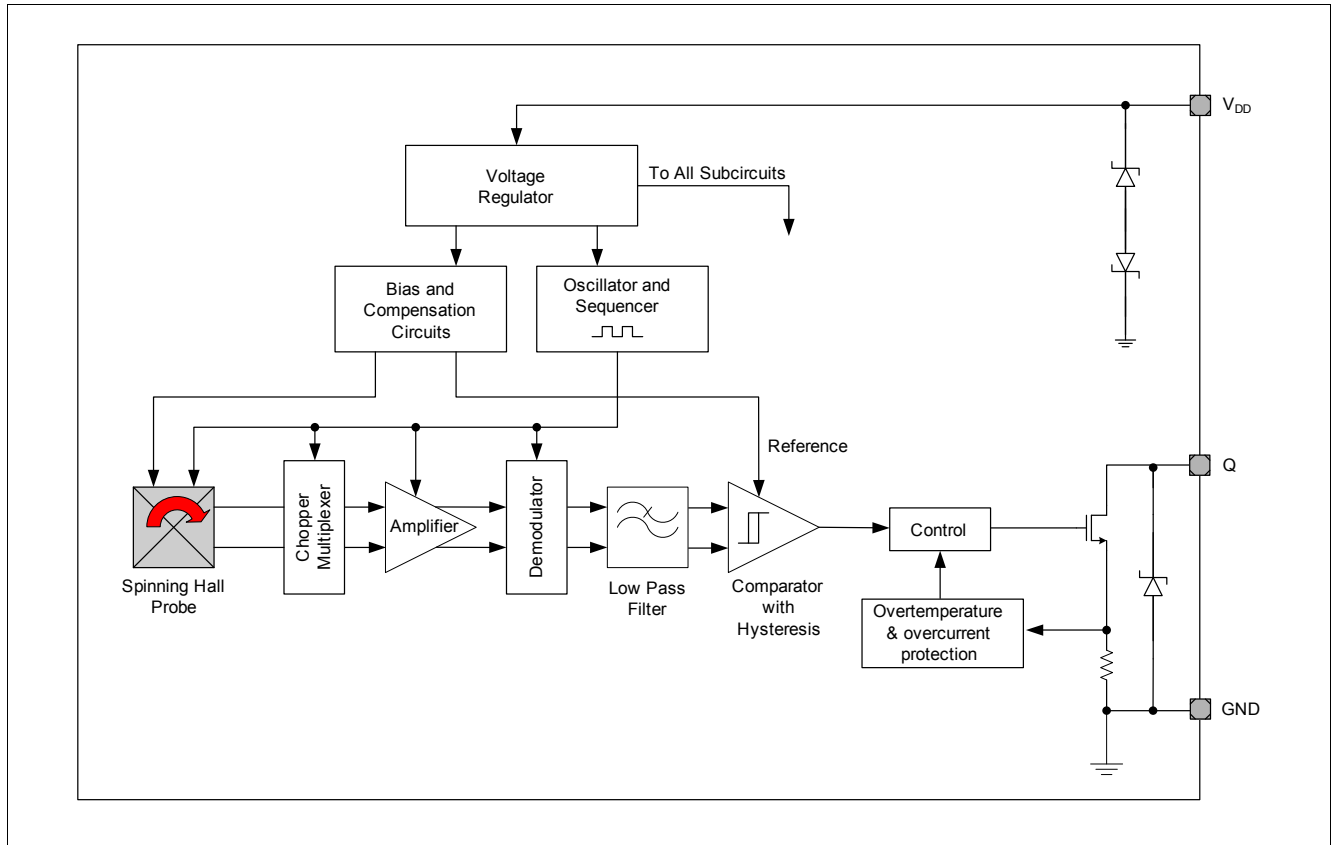 V_DD
Voltage
Regulator
To All Subcircuits
Bias and
Compensation
Circuits
Oscillator and
Sequencer
Reference
Q
Chopper
Multiplexer
Amplifier
Demodulator
Control
Spinning Hall
Probe
Low Pass
Filter
Comparator
with
Hysteresis
Overtemperature
& overcurrent
protection
GND